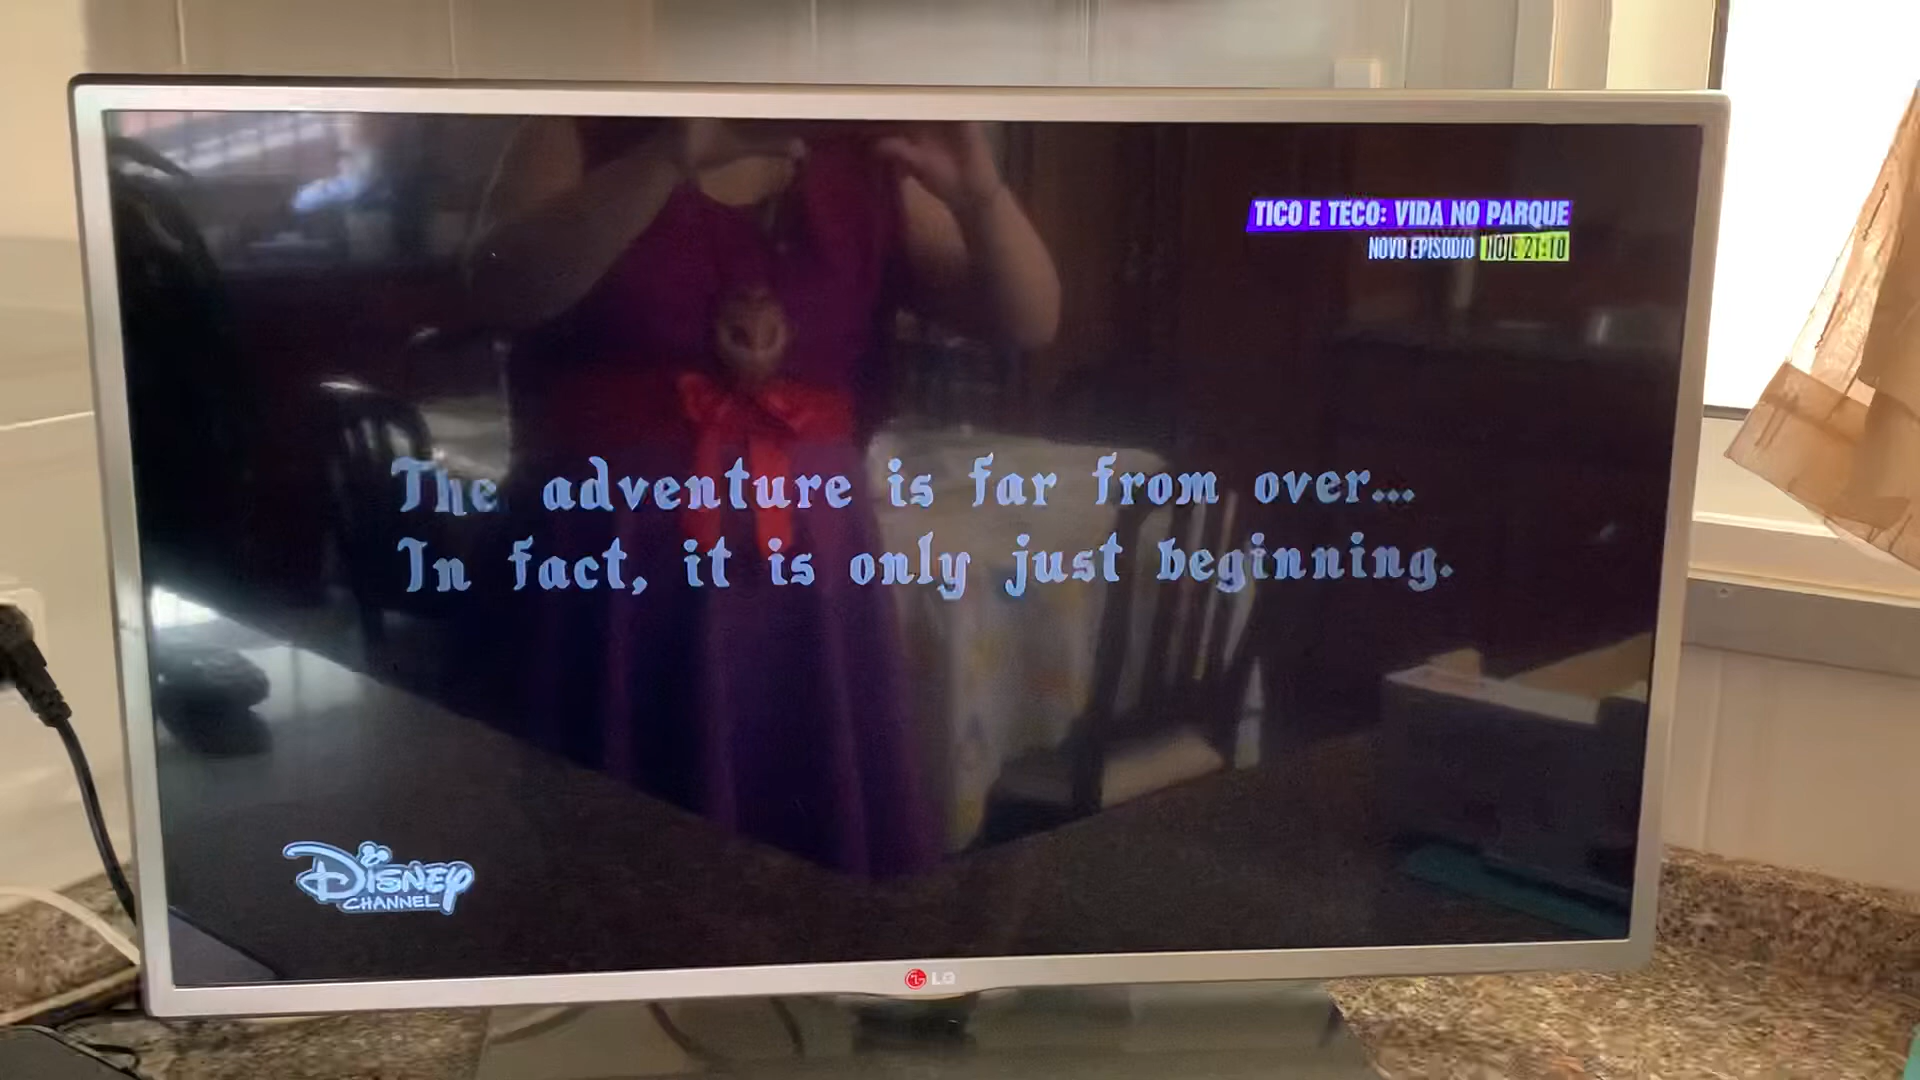 TICO E TECO: VIDA NO PARQUE
NOVO EPISÓDIO HOJE 21:10
The adventure is far from over...
In fact, it is only just beginning.
DISNEY
CHANNEL
LG